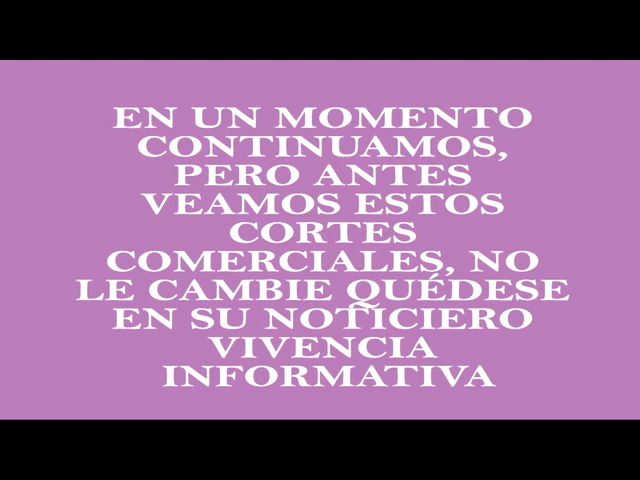 EN UN MOMENTO
CONTINUAMOS,
PERO ANTES
VEAMOS ESTOS
CORTES
COMERCIALES, NO
LE CAMBIE QUÉDESE
EN SU NOTICIERO
VIVENCIA
INFORMATIVA